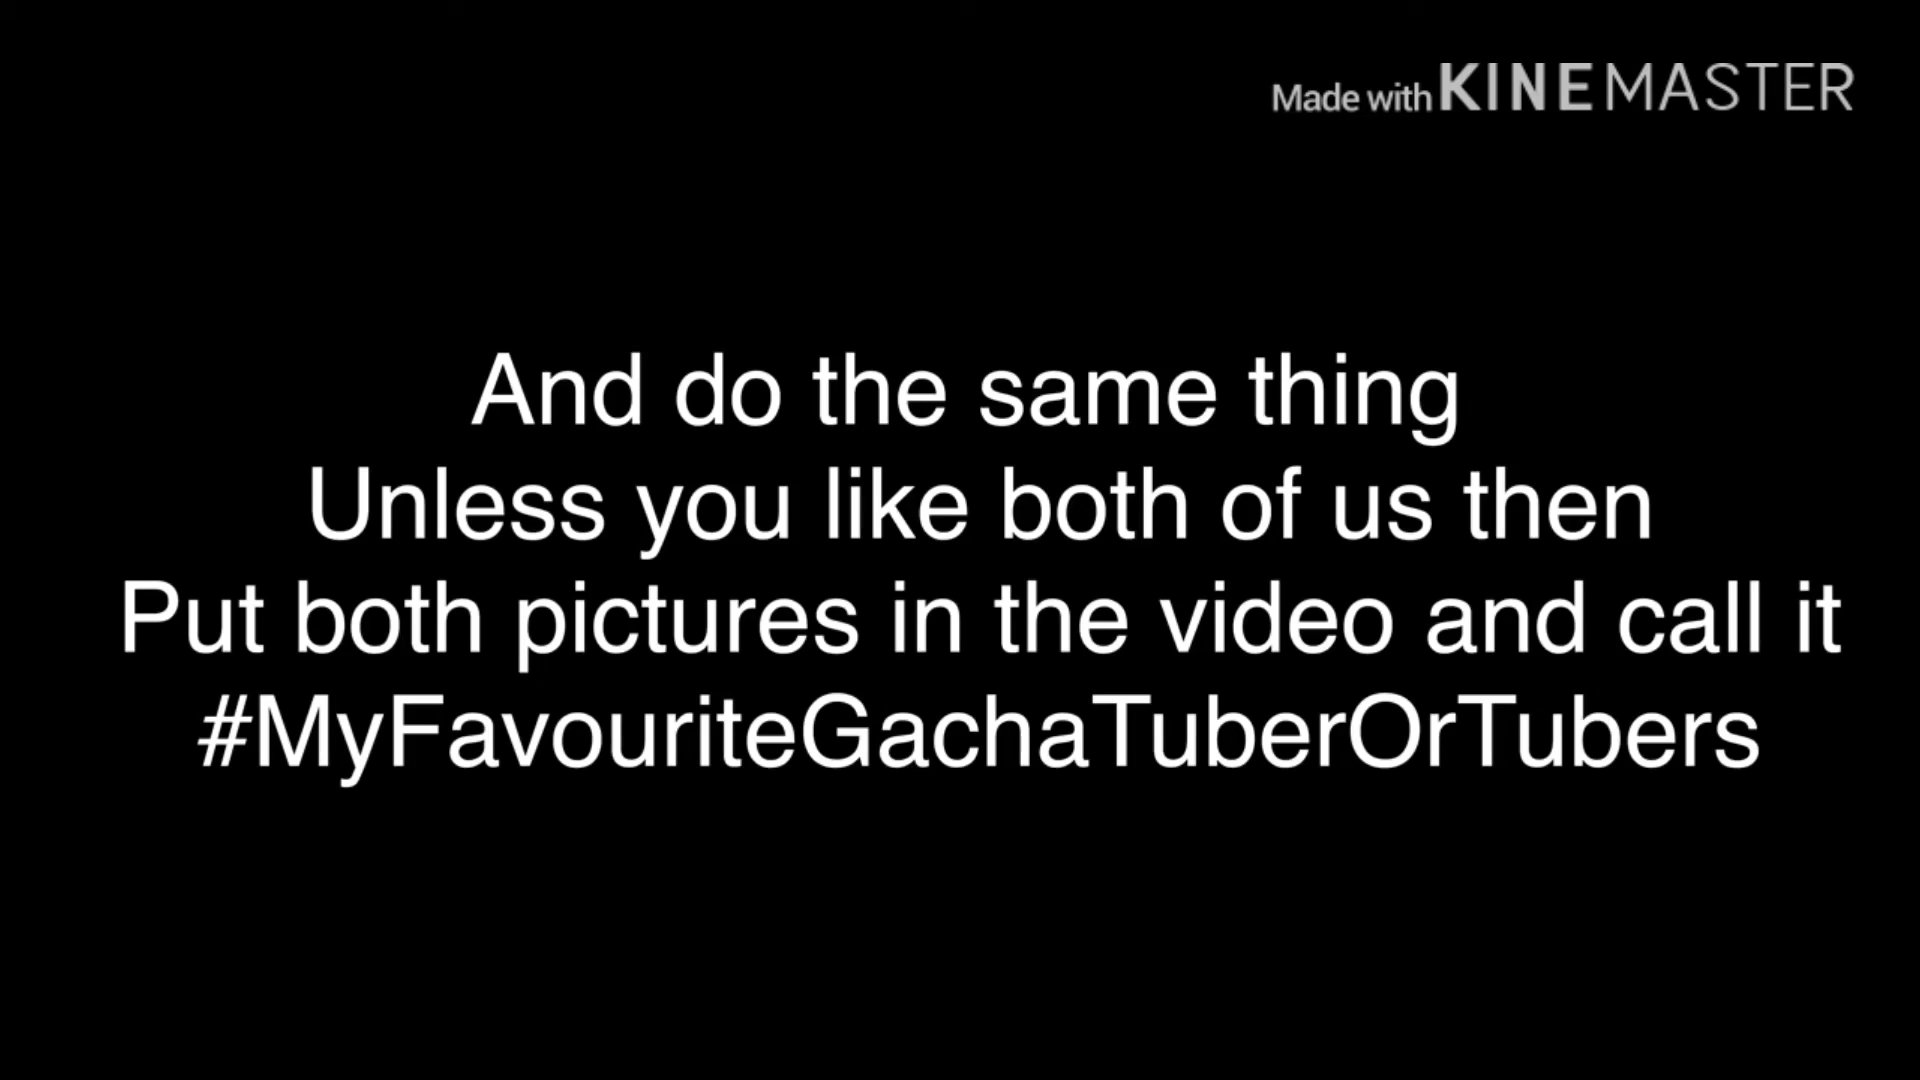 Made with KINEMASTER
And do the same thing
Unless you like both of us then
Put both pictures in the video and call it
#MyFavouriteGachaTuberOrTubers